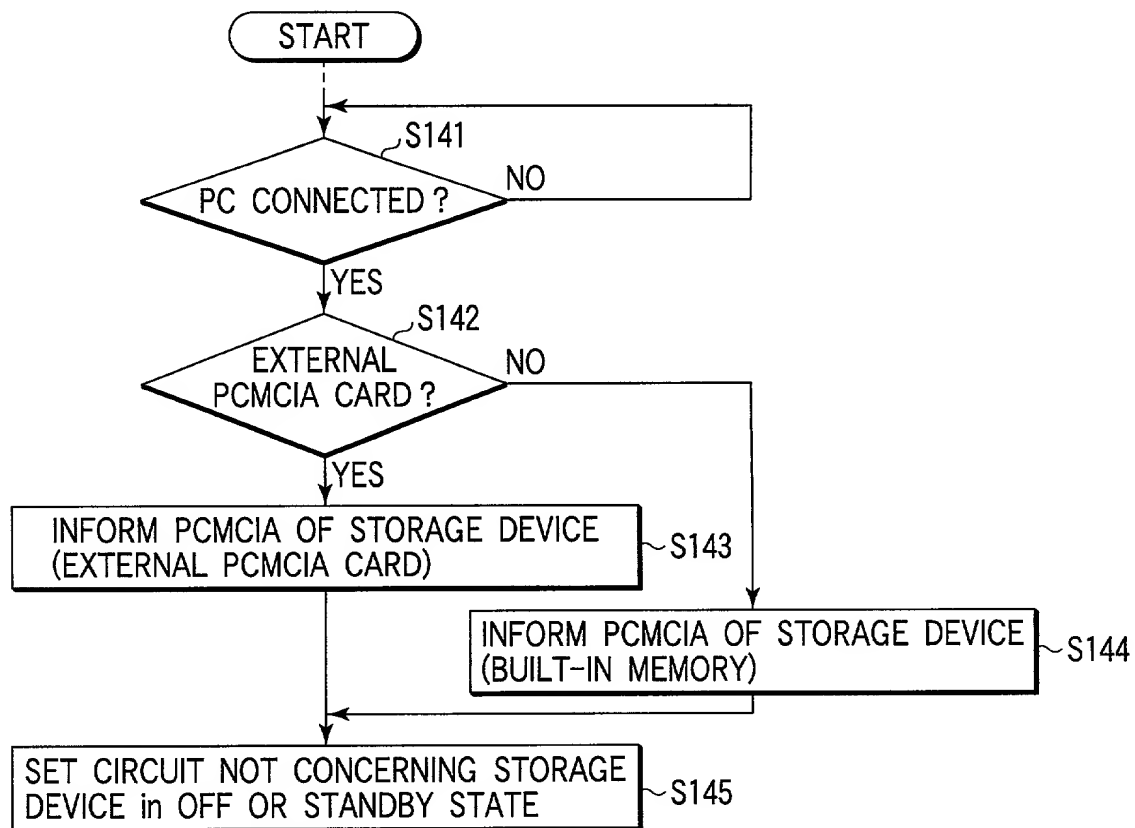 START
S141
PC CONNECTED?
NO
YES
S142
EXTERNAL
PCMCIA CARD?
NO
YES
INFORM PCMCIA OF STORAGE DEVICE
(EXTERNAL PCMCIA CARD)
S143
INFORM PCMCIA OF STORAGE DEVICE
(BUILT-IN MEMORY)
S144
SET CIRCUIT NOT CONCERNING STORAGE
DEVICE in OFF OR STANDBY STATE
S145